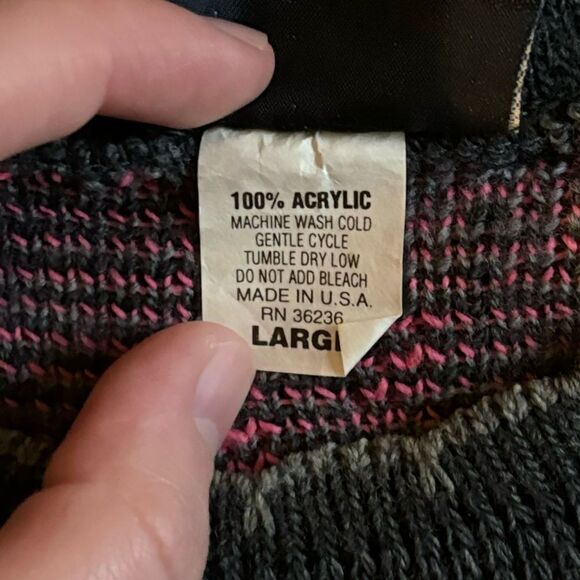 100% ACRYLIC
MACHINE WASH COLD
GENTLE CYCLE
TUMBLE DRY LOW
DO NOT ADD BLEACH
MADE IN U.S.A.
RN 36236
LARGE